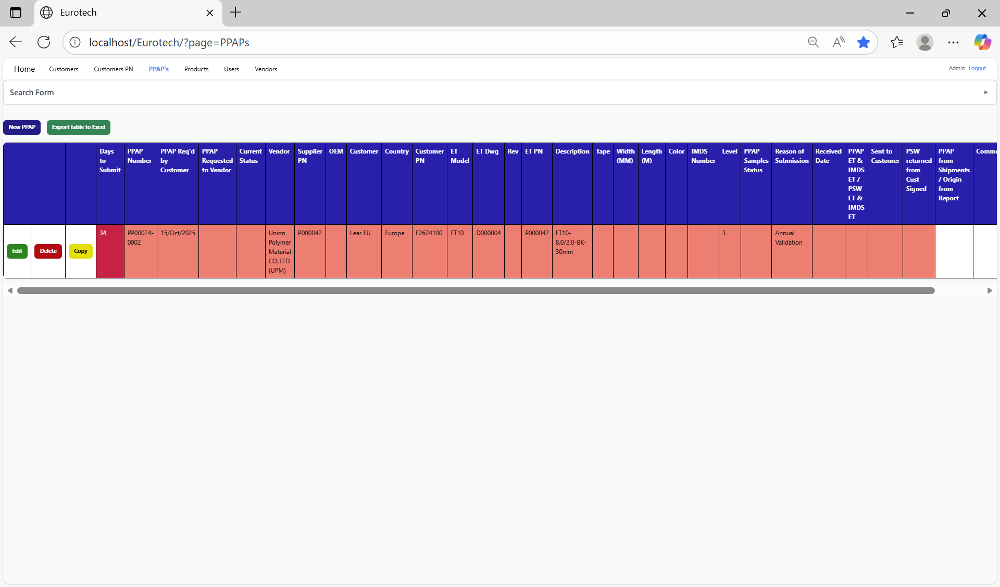 Eurotech
localhost/Eurotech/?page=PPAPs
Home Customers Customers PN PPAP's Products Users Vendors Admin Logout
Search Form
New PPAP Export table to Excel
Days to Submit
PPAP Number
PPAP Req'd by Customer
PPAP Requested to Vendor
Current Status
Vendor
Supplier PN
OEM
Customer
Country
Customer PN
ET Model
ET Dwg
Rev
ET PN
Description
Tape
Width (MM)
Length (M)
Color
IMDS Number
Level
PPAP Samples Status
Reason of Submission
Received Date
PPAP ET & IMDS ET / PSW ET & IMDS ET
Sent to Customer
PSW returned from Cust Signed
PPAP from Shipments / Origin from Report
Comme
Edit
Delete
Copy
34
PP00024-0002
15/Oct/2025
Union Polymer Material CO.,LTD (UPM)
P000042
Lear EU
Europe
E2624100
ET10
D000004
P000042
ET10-8.0/2.0-BK-30mm
3
Annual Validation